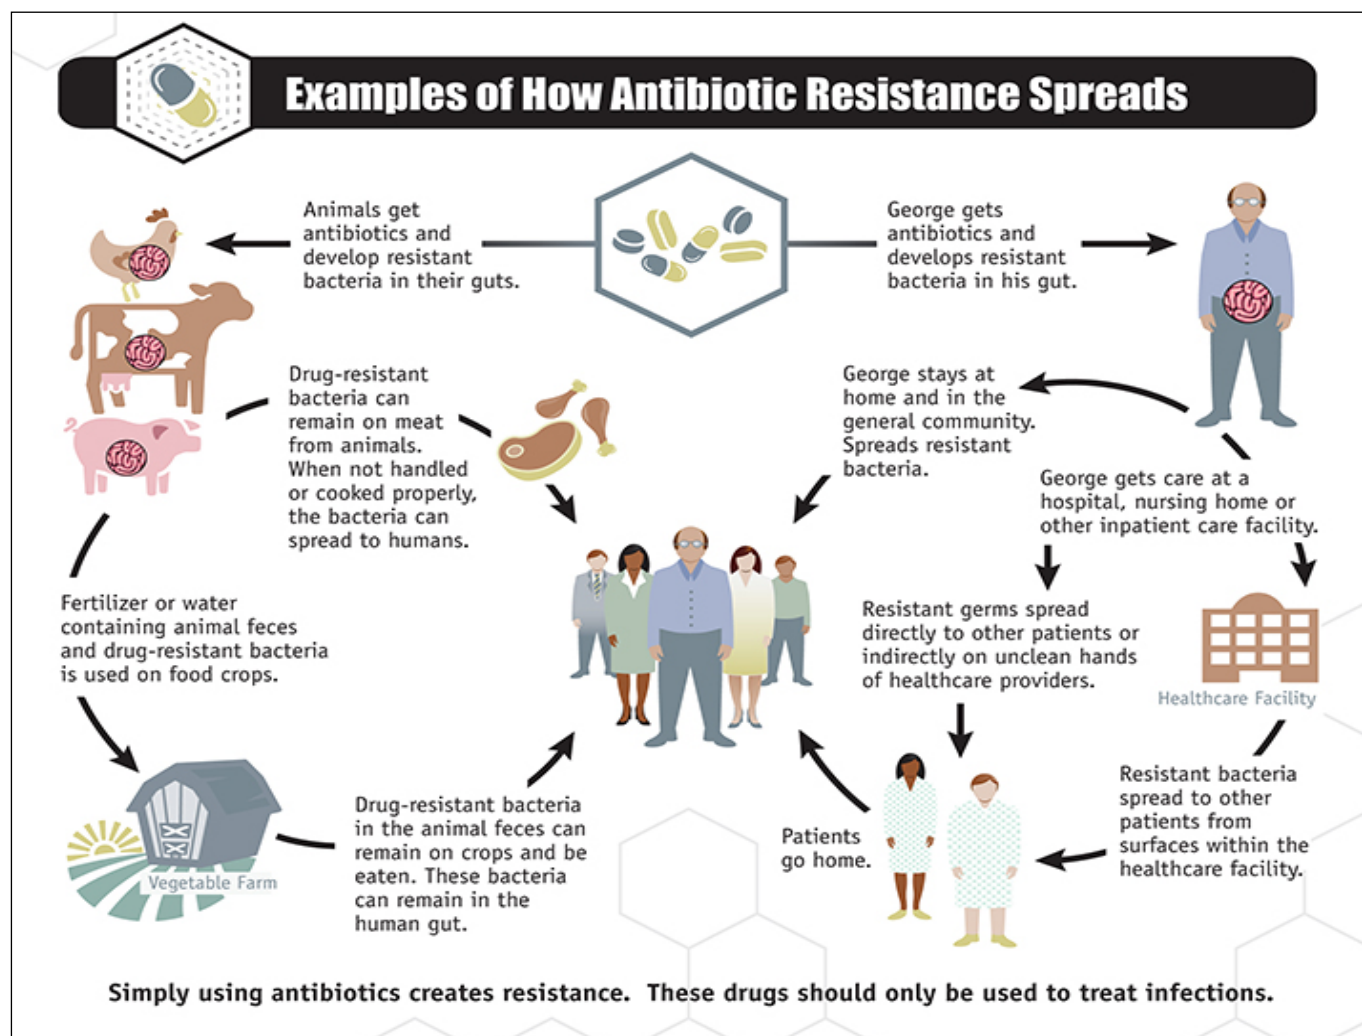 Examples of How Antibiotic Resistance Spreads
Animals get
antibiotics and
develop resistant
bacteria in their guts.
George gets
antibiotics and
develops resistant
bacteria in his gut.
Drug-resistant
bacteria can
remain on meat
from animals.
When not handled
or cooked properly,
the bacteria can
spread to humans.
George stays at
home and in the
general community.
Spreads resistant
bacteria.
George gets care at a
hospital, nursing home or
other inpatient care facility.
Fertilizer or water
containing animal feces
and drug-resistant bacteria
is used on food crops.
Resistant germs spread
directly to other patients or
indirectly on unclean hands
of healthcare providers.
Healthcare Facility
Vegetable Farm
Drug-resistant bacteria
in the animal feces can
remain on crops and be
eaten. These bacteria
can remain in the
human gut.
Patients
go home.
Resistant bacteria
spread to other
patients from
surfaces within the
healthcare facility.
Simply using antibiotics creates resistance. These drugs should only be used to treat infections.